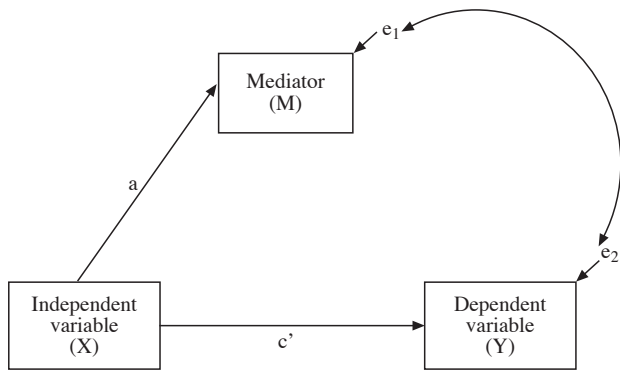 e1
Mediator
(M)
a
e2
Independent
variable
(X)
c’
Dependent
variable
(Y)